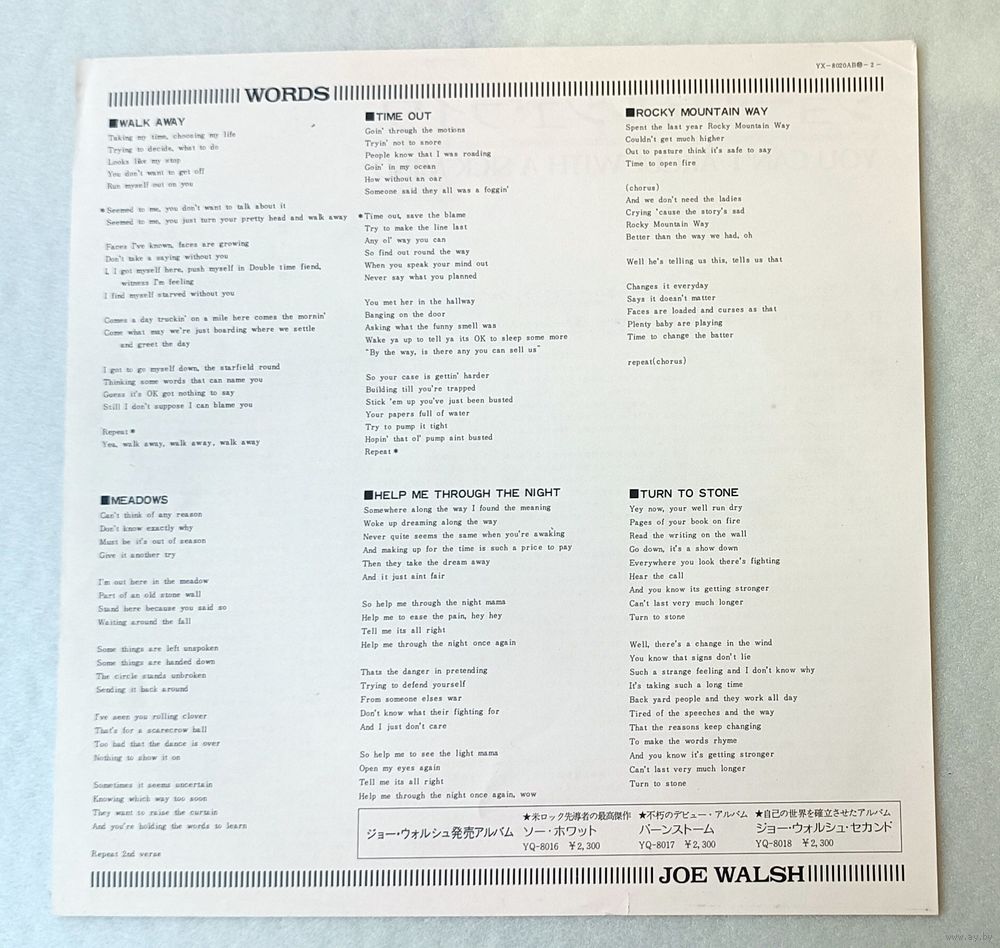 YX-8020AB㊞-2-
WORDS
■WALK AWAY
Taking my time, choosing my life
Trying to decide, what to do
Looks like my stop
You don't want to get off
Run myself out on you
*Seemed to me, you don't want to talk about it
Seemed to me, you just turn your pretty head and walk away
Faces I've known, faces are growing
Don't take a saying without you
I, I got myself here, push myself in Double time fiend,
witness I'm feeling
I find myself starved without you
Comes a day truckin' on a mile here comes the mornin'
Come what may we're just boarding where we settle
and greet the day
I got to go myself down, the starfield round
Thinking some words that can name you
Guess it's OK got nothing to say
Still I don't suppose I can blame you
Repeat *
Yea, walk away, walk away, walk away
■TIME OUT
Goin' through the motions
Tryin' not to snore
People know that I was roading
Goin' in my ocean
How without an oar
Someone said they all was a foggin'
*Time out, save the blame
Try to make the line last
Any ol' way you can
So find out round the way
When you speak your mind out
Never say what you planned
You met her in the hallway
Banging on the door
Asking what the funny smell was
Wake ya up to tell ya its OK to sleep some more
"By the way, is there any you can sell us"
So your case is gettin' harder
Building till you're trapped
Stick 'em up you've just been busted
Your papers full of water
Try to pump it tight
Hopin' that ol' pump aint busted
Repeat *
■ROCKY MOUNTAIN WAY
Spent the last year Rocky Mountain Way
Couldn't get much higher
Out to pasture think it's safe to say
Time to open fire
(chorus)
And we don't need the ladies
Crying 'cause the story's sad
Rocky Mountain Way
Better than the way we had, oh
Well he's telling us this, tells us that
Changes it everyday
Says it doesn't matter
Faces are loaded and curses as that
Plenty baby are playing
Time to change the batter
repeat(chorus)
■MEADOWS
Can't think of any reason
Don't know exactly why
Must be it's out of season
Give it another try
I'm out here in the meadow
Part of an old stone wall
Stand here because you said so
Waiting around the fall
Some things are left unspoken
Some things are handed down
The circle stands unbroken
Sending it back around
I've seen you rolling clover
That's for a scarecrow ball
Too bad that the dance is over
Nothing to show it on
Sometimes it seems uncertain
Knowing which way too soon
They want to raise the curtain
And you're holding the words to learn
Repeat 2nd verse
■HELP ME THROUGH THE NIGHT
Somewhere along the way I found the meaning
Woke up dreaming along the way
Never quite seems the same when you're awaking
And making up for the time is such a price to pay
Then they take the dream away
And it just aint fair
So help me through the night mama
Help me to ease the pain, hey hey
Tell me its all right
Help me through the night once again
Thats the danger in pretending
Trying to defend yourself
From someone elses war
Don't know what their fighting for
And I just don't care
So help me to see the light mama
Open my eyes again
Tell me its all right
Help me through the night once again, wow
■TURN TO STONE
Yey now, your well run dry
Pages of your book on fire
Read the writing on the wall
Go down, it's a show down
Everywhere you look there's fighting
Hear the call
And you know its getting stronger
Can't last very much longer
Turn to stone
Well, there's a change in the wind
You know that signs don't lie
Such a strange feeling and I don't know why
It's taking such a long time
Back yard people and they work all day
Tired of the speeches and the way
That the reasons keep changing
To make the words rhyme
And you know it's getting stronger
Can't last very much longer
Turn to stone
ジョー・ウォルシュ発売アルバム
★米ロック先導者の最高傑作
ソー・ホワット
YQ-8016 ¥2,300
★不朽のデビュー・アルバム
バーンストーム
YQ-8017 ¥2,300
★自己の世界を確立させたアルバム
ジョー・ウォルシュ・セカンド
YQ-8018 ¥2,300
JOE WALSH
www.ay.by